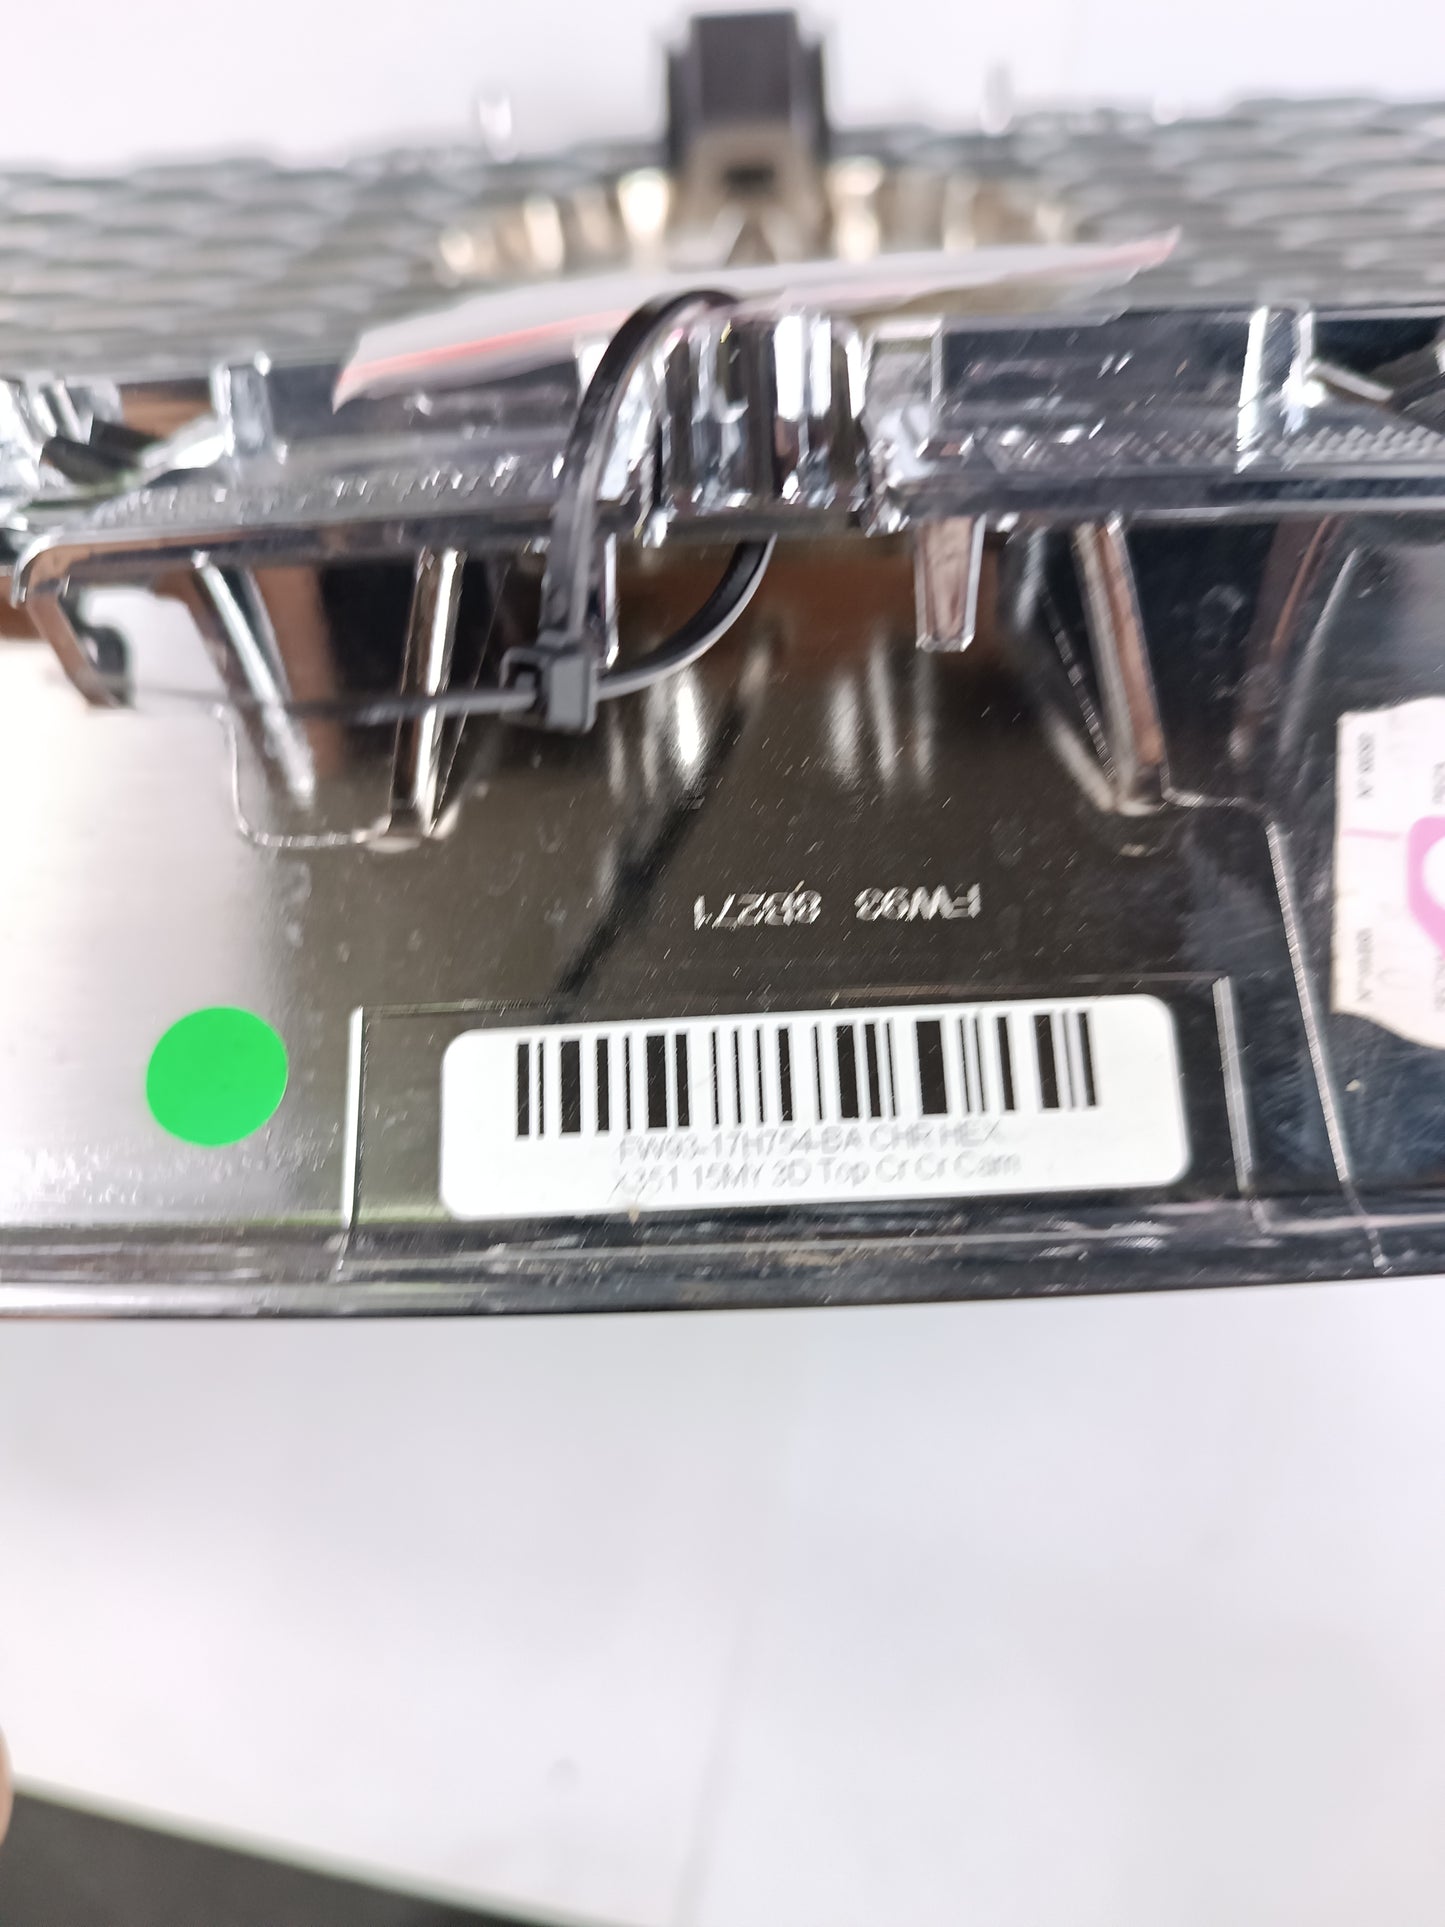 FW93 8B271
FW93-17H754-BA CHR HEX
X351 15MY 3D Top Cr Cr Cam